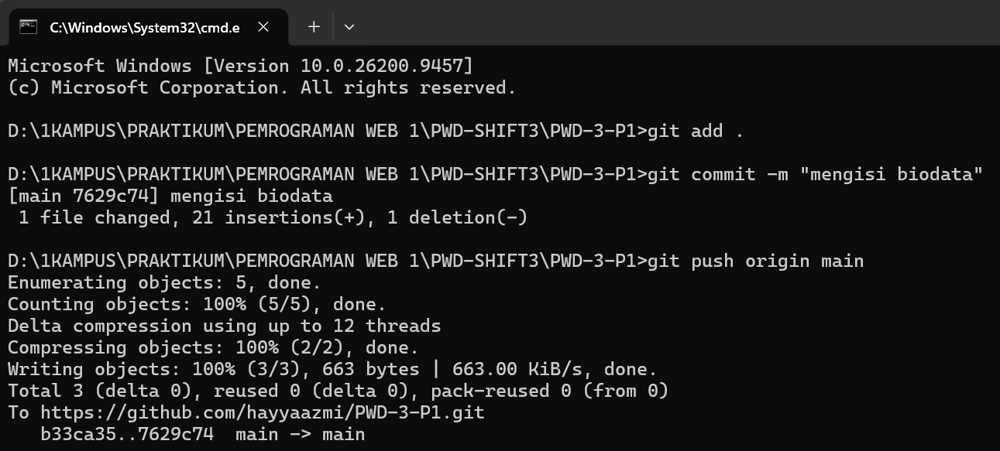 C:\Windows\System32\cmd.e
Microsoft Windows [Version 10.0.26200.9457]
(c) Microsoft Corporation. All rights reserved.
D:\1KAMPUS\PRAKTIKUM\PEMROGRAMAN WEB 1\PWD-SHIFT3\PWD-3-P1>git add .
D:\1KAMPUS\PRAKTIKUM\PEMROGRAMAN WEB 1\PWD-SHIFT3\PWD-3-P1>git commit -m "mengisi biodata"
[main 7629c74] mengisi biodata
 1 file changed, 21 insertions(+), 1 deletion(-)
D:\1KAMPUS\PRAKTIKUM\PEMROGRAMAN WEB 1\PWD-SHIFT3\PWD-3-P1>git push origin main
Enumerating objects: 5, done.
Counting objects: 100% (5/5), done.
Delta compression using up to 12 threads
Compressing objects: 100% (2/2), done.
Writing objects: 100% (3/3), 663 bytes | 663.00 KiB/s, done.
Total 3 (delta 0), reused 0 (delta 0), pack-reused 0 (from 0)
To https://github.com/hayyaazmi/PWD-3-P1.git
   b33ca35..7629c74  main -> main